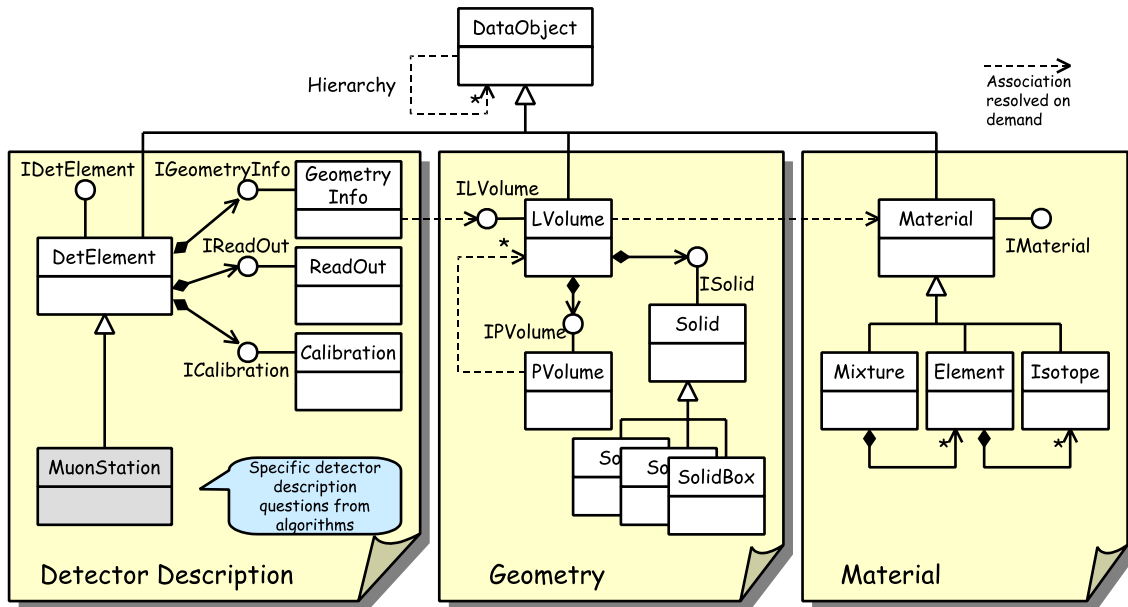 DataObject
Hierarchy
*
Association
resolved on
demand
IDetElement
IGeometryInfo
Geometry
Info
DetElement
IReadOut
ReadOut
ICalibration
Calibration
MuonStation
Specific detector
description
questions from
algorithms
Detector Description
ILVolume
LVolume
*
ISolid
Solid
IPVolume
PVolume
So
So
SolidBox
Geometry
Material
IMaterial
Mixture
Element
Isotope
*
*
Material